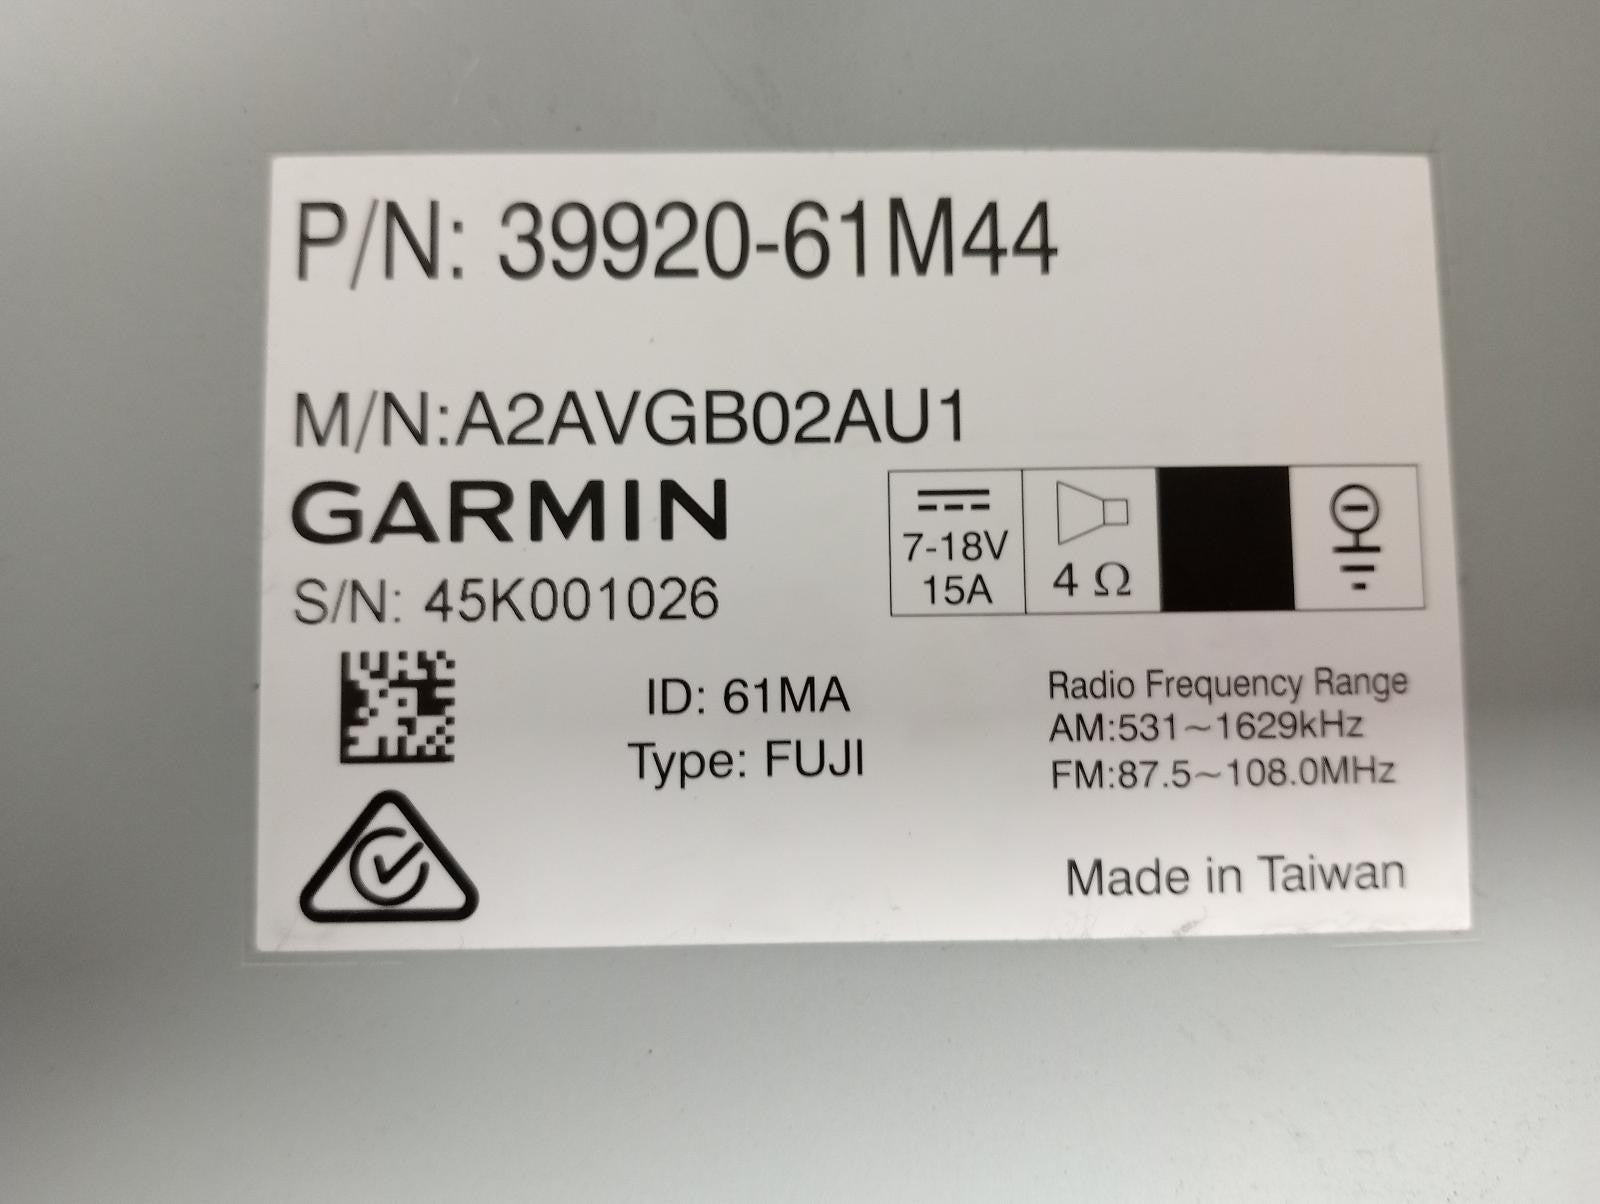 P/N: 39920-61M44
M/N:A2AVGB02AU1
GARMIN
S/N: 45K001026
7-18V
15A
4 Ω
ID: 61MA
Type: FUJI
Radio Frequency Range
AM:531~1629kHz
FM:87.5~108.0MHz
Made in Taiwan